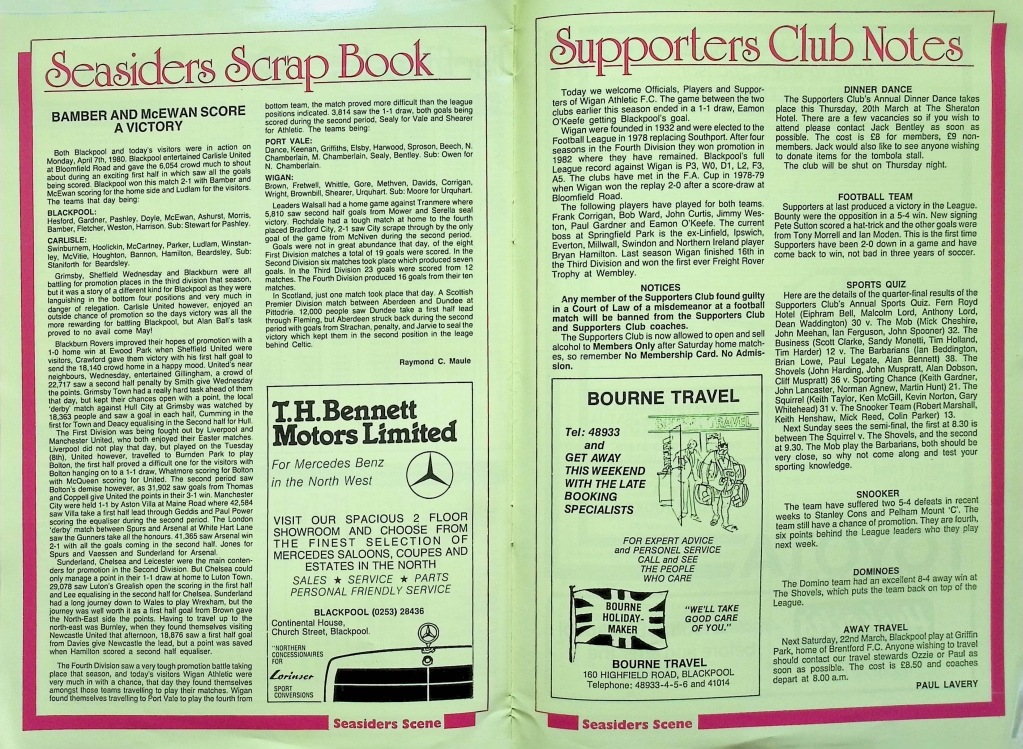 Seasiders Scrap Book
BAMBER AND McEWAN SCORE
A VICTORY
Both Blackpool and today's visitors were in action on
Monday, April 7th, 1980. Blackpool entertained Carlisle United
at Bloomfield Road and gave the 6,054 crowd much to shout
about during an exciting first half in which saw all the goals
being scored. Blackpool won this match 2-1 with Bamber and
McEwan scoring for the home side and Ludlam for the visitors.
The teams that day being:
BLACKPOOL:
Hesford, Gardner, Pashley, Doyle, McEwan, Ashurst, Morris,
Bamber, Fletcher, Weston, Harrison. Sub: Stewart for Pashley.
CARLISLE:
Swinburnem, Hoolickin, McCartney, Parker, Ludlam, Winstan-
ley, McVitie, Houghton, Bannon, Hamilton, Beardsley. Sub:
Staniforth for Beardsley.
Grimsby, Sheffield Wednesday and Blackburn were all
battling for promotion places in the third division that season,
but it was a story of a different kind for Blackpool as they were
languishing in the bottom four positions and very much in
danger of relegation. Carlisle United however, enjoyed an
outside chance of promotion so the days victory was all the
more rewarding for battling Blackpool, but Alan Ball's task
proved to no avail come May!
Blackburn Rovers improved their hopes of promotion with a
1-0 home win at Ewood Park when Sheffield United were
visitors, Crawford gave them victory with his first half goal to
send the 18,140 crowd home in a happy mood. United's near
neighbours, Wednesday, entertained Gillingham, a crowd of
22,717 saw a second half penalty by Smith give Wednesday
the points. Grimsby Town had a really hard task ahead of them
that day, but kept their chances open with a point, the local
'derby' match against Hull City at Grimsby was watched by
18,363 people and saw a goal in each half, Cumming in the
first for Town and Deacy equalising in the Second half for Hull.
The First Division was being fought out by Liverpool and
Manchester United, who both enjoyed their Easter matches.
Liverpool did not play that day, but played on the Tuesday
(8th), United however, travelled to Burnden Park to play
Bolton, the first half proved a difficult one for the visitors with
Bolton hanging on to a 1-1 draw, Whatmore scoring for Bolton
with McQueen scoring for United. The second period saw
Bolton's demise however, as 31,902 saw goals from Thomas
and Coppell give United the points in their 3-1 win. Manchester
City were held 1-1 by Aston Villa at Maine Road where 42,584
saw Villa take a first half lead through Geddis and Paul Power
scoring the equaliser during the second period. The London
'derby' match between Spurs and Arsenal at White Hart Lane
saw the Gunners take all the honours. 41,365 saw Arsenal win
2-1 with all the goals coming in the second half. Jones for
Spurs and Vaessen and Sunderland for Arsenal.
Sunderland, Chelsea and Leicester were the main conten-
ders for promotion in the Second Division. But Chelsea could
only manage a point in their 1-1 draw at home to Luton Town.
29,078 saw Luton's Grealish open the scoring in the first half
and Lee equalising in the second half for Chelsea. Sunderland
had a long journey down to Wales to play Wrexham, but the
journey was well worth it as a first half goal from Brown gave
the North-East side the points. Having to travel up to the
north-east was Burnley, when they found themselves visiting
Newcastle United that afternoon, 18,876 saw a first half goal
from Davies give Newcastle the lead, but a point was saved
when Hamilton scored a second half equaliser.
The Fourth Division saw a very tough promotion battle taking
place that season, and today's visitors Wigan Athletic were
very much in with a chance, that day they found themselves
amongst those teams travelling to play their matches. Wigan
found themselves travelling to Port Vale to play the fourth from
bottom team, the match proved more difficult than the league
positions indicated. 3,814 saw the 1-1 draw, both goals being
scored during the second period, Sealy for Vale and Shearer
for Athletic. The teams being:
PORT VALE:
Dance, Keenan, Griffiths, Elsby, Harwood, Sproson, Beech, N.
Chamberlain, M. Chamberlain, Sealy, Bentley. Sub: Owen for
N. Chamberlain.
WIGAN:
Brown, Fretwell, Whittle, Gore, Methven, Davids, Corrigan,
Wright, Brownbill, Shearer, Urquhart. Sub: Moore for Urquhart.
Leaders Walsall had a home game against Tranmere where
5,810 saw second half goals from Mower and Serella seal
victory. Rochdale had a tough match at home to the fourth
placed Bradford City, 2-1 saw City scrape through by the only
goal of the game from McNiven during the second period.
Goals were not in great abundance that day, of the eight
First Division matches a total of 19 goals were scored. In the
Second Division six matches took place which produced seven
goals. In the Third Division 23 goals were scored from 12
matches. The Fourth Division produced 16 goals from their ten
matches.
In Scotland, just one match took place that day. A Scottish
Premier Division match between Aberdeen and Dundee at
Pittodrie. 12,000 people saw Dundee take a first half lead
through Fleming, but Aberdeen struck back during the second
period with goals from Strachan, penalty, and Jarvie to seal the
victory which kept them in the second position in the league
behind Celtic.
Raymond C. Maule
T.H.Bennett
Motors Limited
For Mercedes Benz
in the North West
VISIT OUR SPACIOUS 2 FLOOR
SHOWROOM AND CHOOSE FROM
THE FINEST SELECTION OF
MERCEDES SALOONS, COUPES AND
ESTATES IN THE NORTH
SALES ★ SERVICE ★ PARTS
PERSONAL FRIENDLY SERVICE
BLACKPOOL (0253) 28436
Continental House,
Church Street, Blackpool.
"NORTHERN
CONCESSIONAIRES
FOR
Lorinser
SPORT
CONVERSIONS
Seasiders Scene
Supporters Club Notes
Today we welcome Officials, Players and Suppor-
ters of Wigan Athletic F.C. The game between the two
clubs earlier this season ended in a 1-1 draw, Eamon
O'Keefe getting Blackpool's goal.
Wigan were founded in 1932 and were elected to the
Football League in 1978 replacing Southport. After four
seasons in the Fourth Division they won promotion in
1982 where they have remained. Blackpool's full
League record against Wigan is P3, W0, D1, L2, F3,
A5. The clubs have met in the F.A. Cup in 1978-79
when Wigan won the replay 2-0 after a score-draw at
Bloomfield Road.
The following players have played for both teams.
Frank Corrigan, Bob Ward, John Curtis, Jimmy Wes-
ton, Paul Gardner and Eamon O'Keefe. The current
boss at Springfield Park is the ex-Linfield, Ipswich,
Everton, Millwall, Swindon and Northern Ireland player
Bryan Hamilton. Last season Wigan finished 16th in
the Third Division and won the first ever Freight Rover
Trophy at Wembley.
NOTICES
Any member of the Supporters Club found guilty
in a Court of Law of a misdemeanor at a football
match will be banned from the Supporters Club
and Supporters Club coaches.
The Supporters Club is now allowed to open and sell
alcohol to Members Only after Saturday home match-
es, so remember No Membership Card. No Admis-
sion.
BOURNE TRAVEL
Tel: 48933
and
GET AWAY
THIS WEEKEND
WITH THE LATE
BOOKING
SPECIALISTS
BOURNE TRAVEL
FOR EXPERT ADVICE
and PERSONEL SERVICE
CALL and SEE
THE PEOPLE
WHO CARE
BOURNE
HOLIDAY-
MAKER
"WE'LL TAKE
GOOD CARE
OF YOU."
BOURNE TRAVEL
160 HIGHFIELD ROAD, BLACKPOOL
Telephone: 48933-4-5-6 and 41014
DINNER DANCE
The Supporters Club's Annual Dinner Dance takes
place this Thursday, 20th March at The Sheraton
Hotel. There are a few vacancies so if you wish to
attend please contact Jack Bentley as soon as
possible. The cost is £8 for members, £9 non-
members. Jack would also like to see anyone wishing
to donate items for the tombola stall.
The club will be shut on Thursday night.
FOOTBALL TEAM
Supporters at last produced a victory in the League.
Bounty were the opposition in a 5-4 win. New signing
Pete Sutton scored a hat-trick and the other goals were
from Tony Morrell and Ian Moden. This is the first time
Supporters have been 2-0 down in a game and have
come back to win, not bad in three years of soccer.
SPORTS QUIZ
Here are the details of the quarter-final results of the
Supporters Club's Annual Sports Quiz. Fern Royd
Hotel (Eiphram Bell, Malcolm Lord, Anthony Lord,
Dean Waddington) 30 v. The Mob (Mick Cheshire,
John Meehan, Ian Ferguson, John Spooner) 32. The
Business (Scott Clarke, Sandy Monetti, Tim Holland,
Tim Harder) 12 v. The Barbarians (Ian Beddington,
Brian Lowe, Paul Legate, Alan Bennett) 38. The
Shovels (John Harding, John Muspratt, Alan Dobson,
Cliff Muspratt) 36 v. Sporting Chance (Keith Gardner,
John Lancaster, Norman Agnew, Martin Hunt) 21. The
Squirrel (Keith Taylor, Ken McGill, Kevin Norton, Gary
Whitehead) 31 v. The Snooker Team (Robert Marshall,
Keith Henshaw, Mick Reed, Colin Parker) 13.
Next Sunday sees the semi-final, the first at 8.30 is
between The Squirrel v. The Shovels, and the second
at 9.30. The Mob play the Barbarians, both should be
very close, so why not come along and test your
sporting knowledge.
SNOOKER
The team have suffered two 5-4 defeats in recent
weeks to Stanley Cons and Pelham Mount 'C'. The
team still have a chance of promotion. They are fourth,
six points behind the League leaders who they play
next week.
DOMINOES
The Domino team had an excellent 8-4 away win at
The Shovels, which puts the team back on top of the
League.
AWAY TRAVEL
Next Saturday, 22nd March, Blackpool play at Griffin
Park, home of Brentford F.C. Anyone wishing to travel
should contact our travel stewards Ozzie or Paul as
soon as possible. The cost is £8.50 and coaches
depart at 8.00 a.m.
PAUL LAVERY
Seasiders Scene